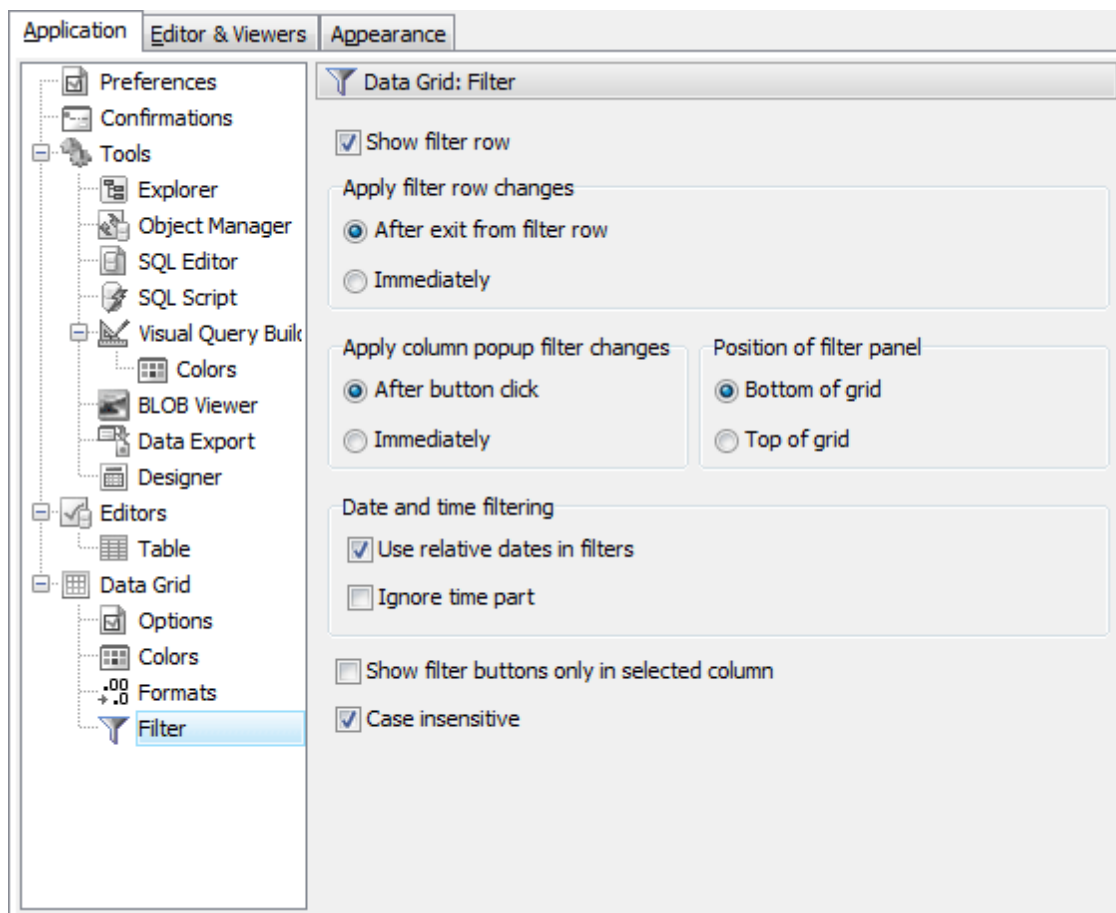 Application
Editor & Viewers
Appearance
Preferences
Confirmations
Tools
Explorer
Object Manager
SQL Editor
SQL Script
Visual Query Builc
Colors
BLOB Viewer
Data Export
Designer
Editors
Table
Data Grid
Options
Colors
Formats
Filter
Data Grid: Filter
Show filter row
Apply filter row changes
After exit from filter row
Immediately
Apply column popup filter changes
After button click
Immediately
Position of filter panel
Bottom of grid
Top of grid
Date and time filtering
Use relative dates in filters
Ignore time part
Show filter buttons only in selected column
Case insensitive